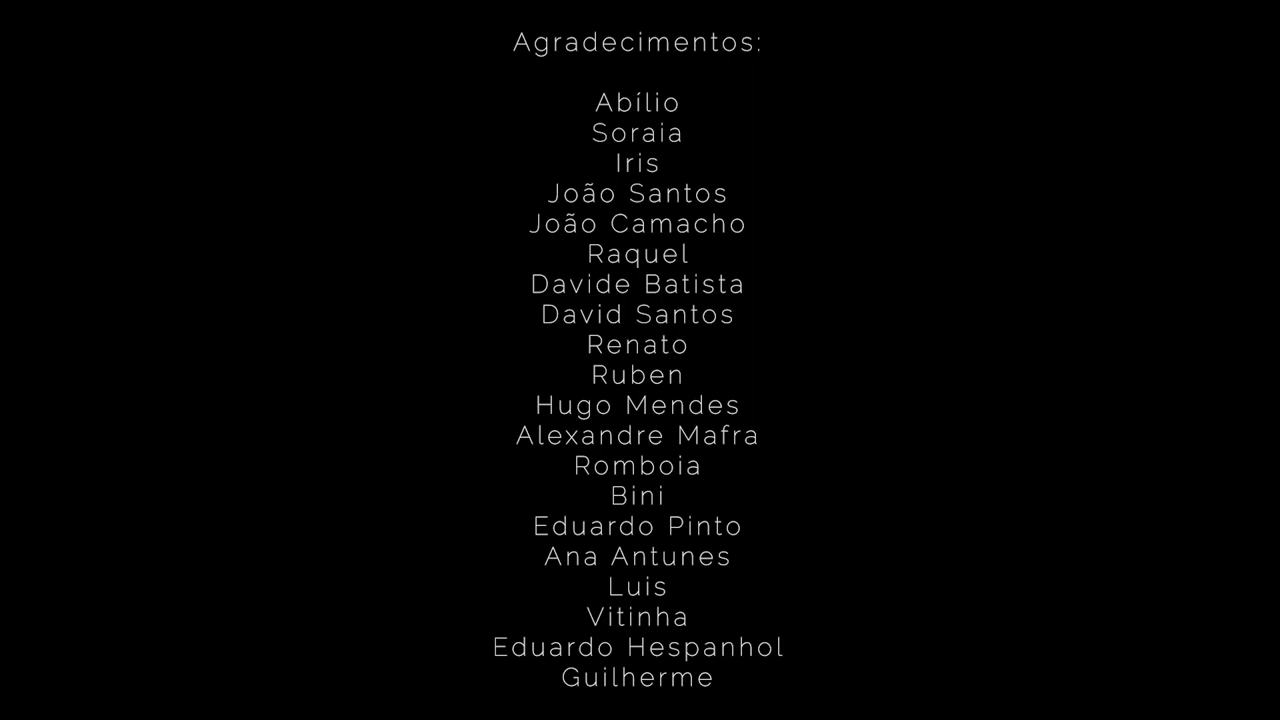 Agradecimentos:
Abílio
Soraia
Iris
João Santos
João Camacho
Raquel
Davide Batista
David Santos
Renato
Ruben
Hugo Mendes
Alexandre Mafra
Romboia
Bini
Eduardo Pinto
Ana Antunes
Luis
Vitinha
Eduardo Hespanhol
Guilherme